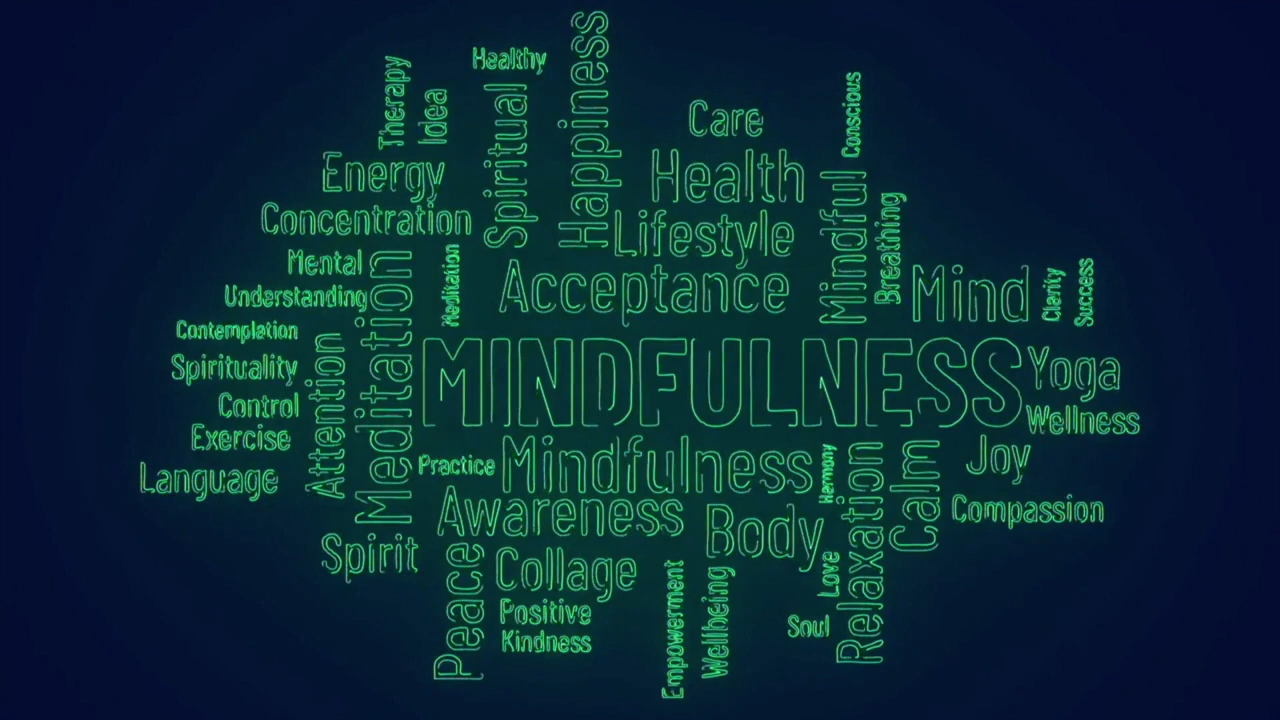 Happiness
Healthy
Therapy
Idea
Spiritual
Care
Conscious
Energy
Health
Mindful
Concentration
Lifestyle
Breathing
Mental
Meditation
Meditation
Acceptance
Mind
Clarity
Success
Understanding
Contemplation
Spirituality
Attention
MINDFULNESS
Yoga
Control
Wellness
Exercise
Language
Practice
Mindfulness
Harmony
Relaxation
Calm
Joy
Awareness
Body
Compassion
Spirit
Peace
Collage
Love
Positive
Kindness
Empowerment
Wellbeing
Soul